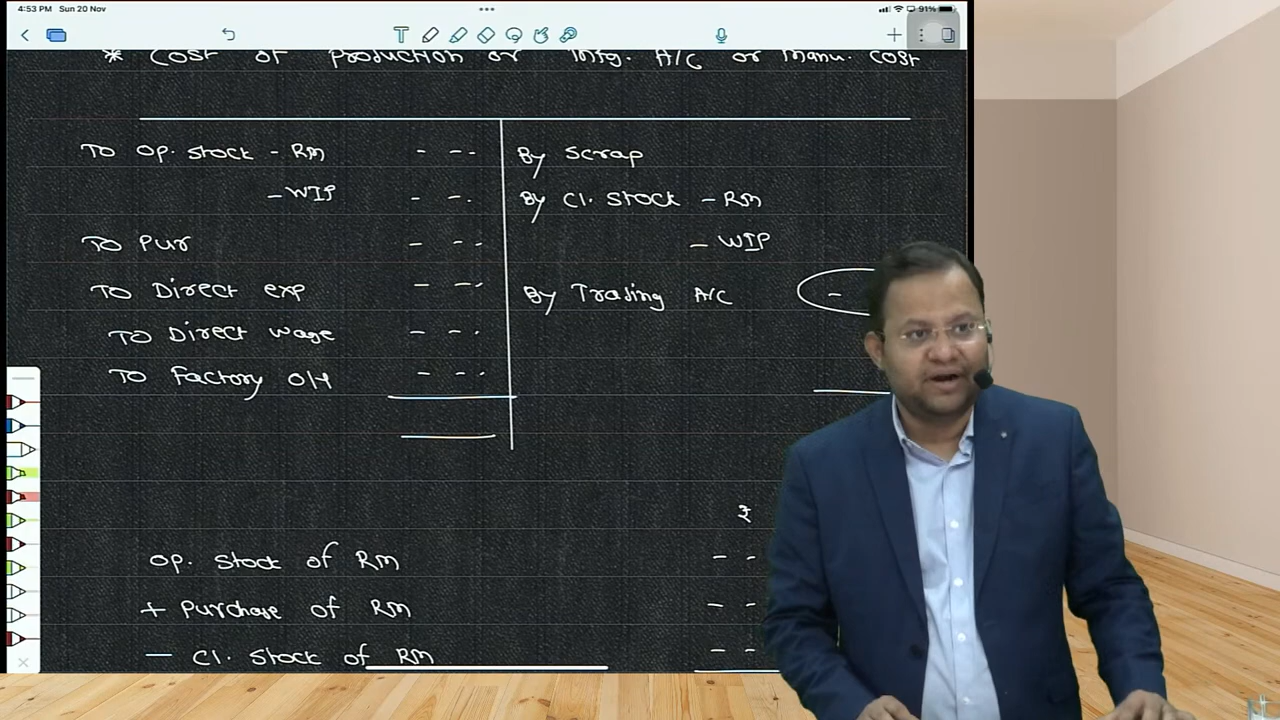 4:53 PM Sun 20 Nov
91%
* Cost of Production or Mfg. A/C or Manu. Cost
To Op. Stock - RM - - - By Scrap
- WIP - - - By Cl. Stock - RM
To Pur - - - - WIP
To Direct exp - - - By Trading A/C -
To Direct wage - - -
To Factory O/H - - -
₹
Op. Stock of RM - -
+ Purchase of RM - -
- Cl. Stock of RM - -